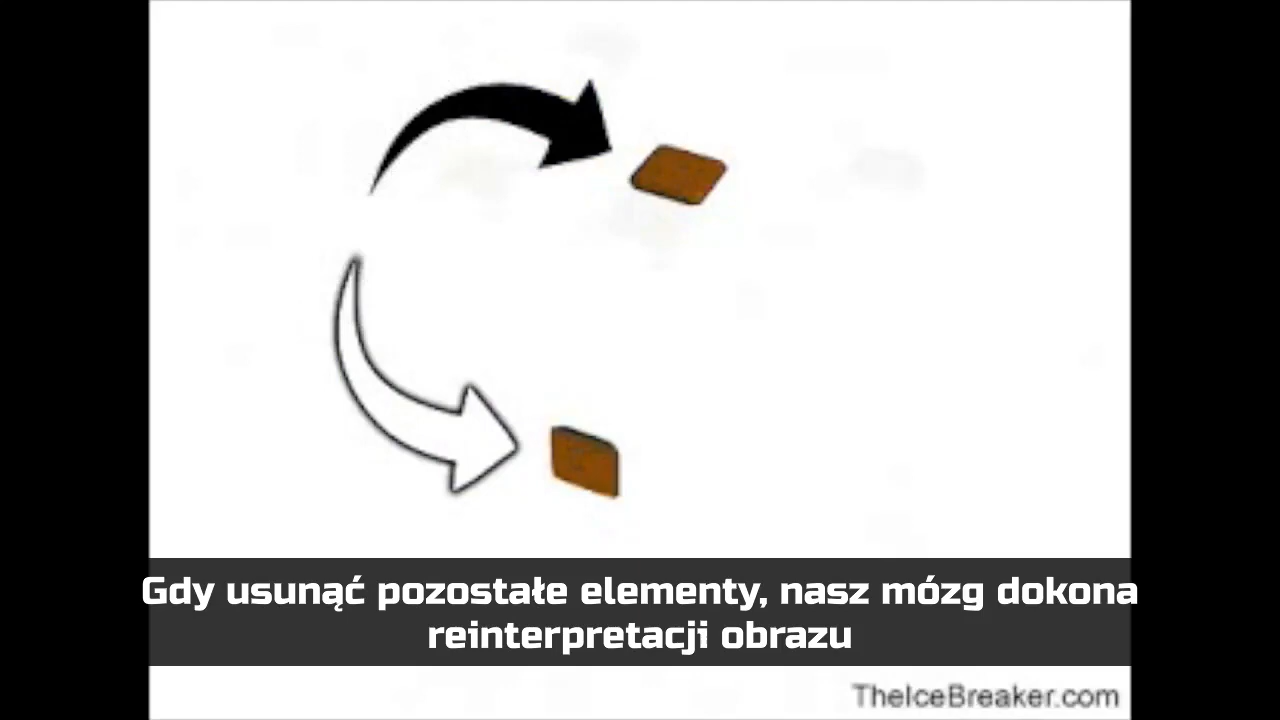 Gdy usunąć pozostałe elementy, nasz mózg dokona
reinterpretacji obrazu
TheIceBreaker.com